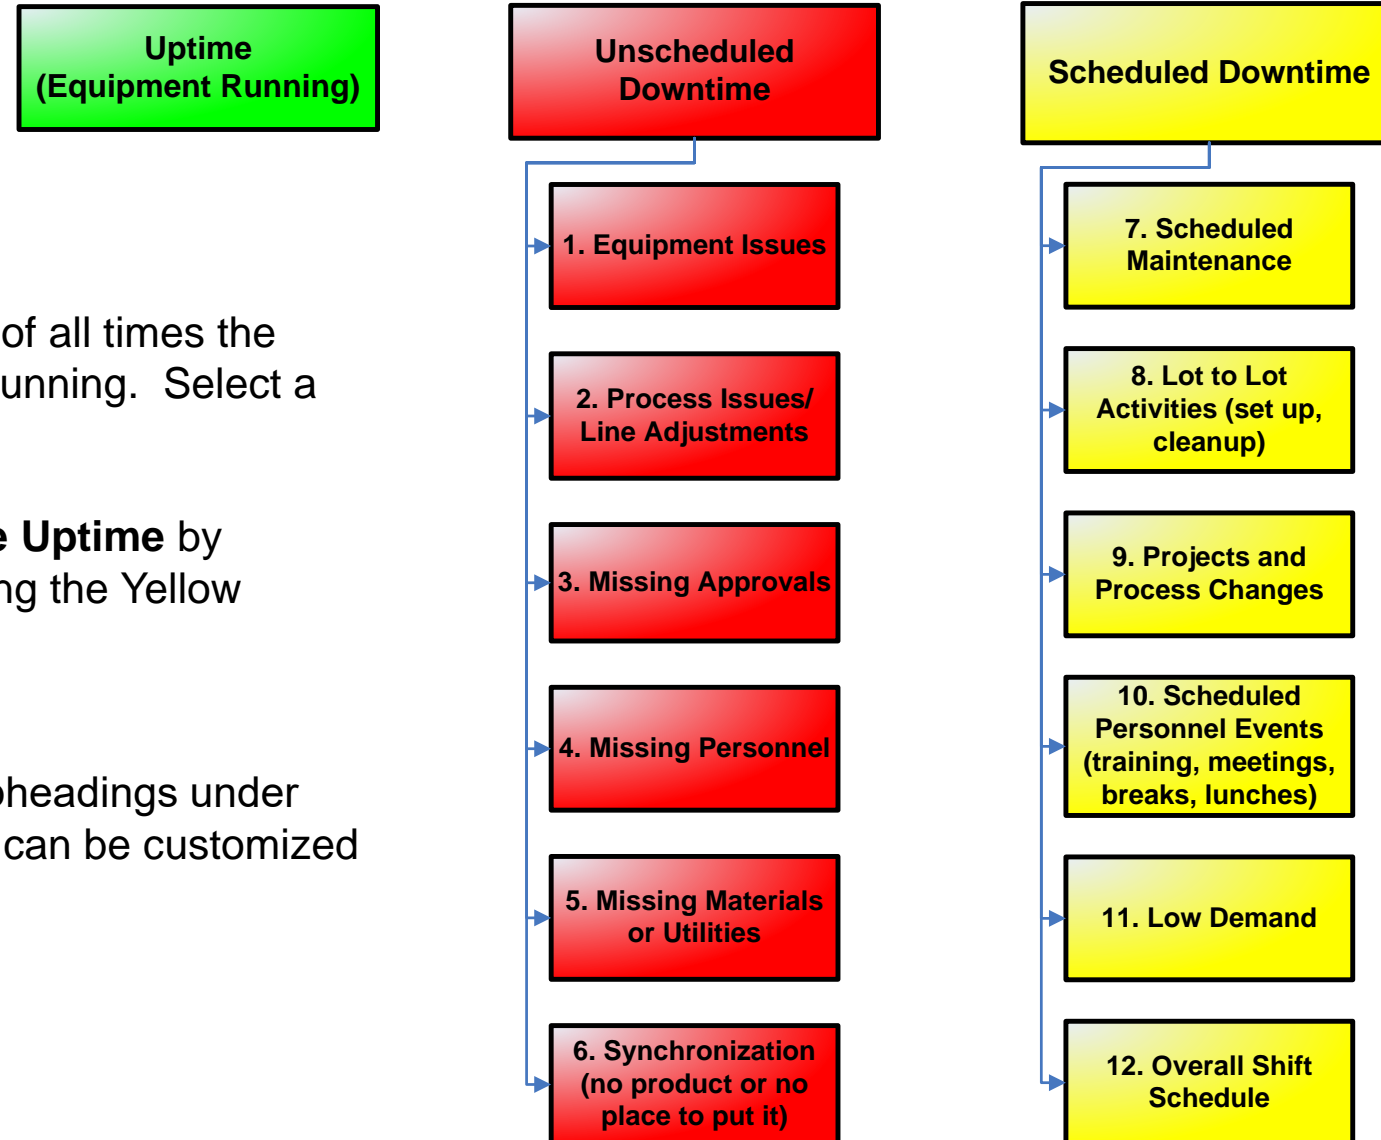 Uptime
(Equipment Running)
of all times the
unning. Select a
Uptime by
ng the Yellow
oheadings under
can be customized
Unscheduled
Downtime
1. Equipment Issues
2. Process Issues/
Line Adjustments
3. Missing Approvals
4. Missing Personnel
5. Missing Materials
or Utilities
6. Synchronization
(no product or no
place to put it)
Scheduled Downtime
7. Scheduled
Maintenance
8. Lot to Lot
Activities (set up,
cleanup)
9. Projects and
Process Changes
10. Scheduled
Personnel Events
(training, meetings,
breaks, lunches)
11. Low Demand
12. Overall Shift
Schedule